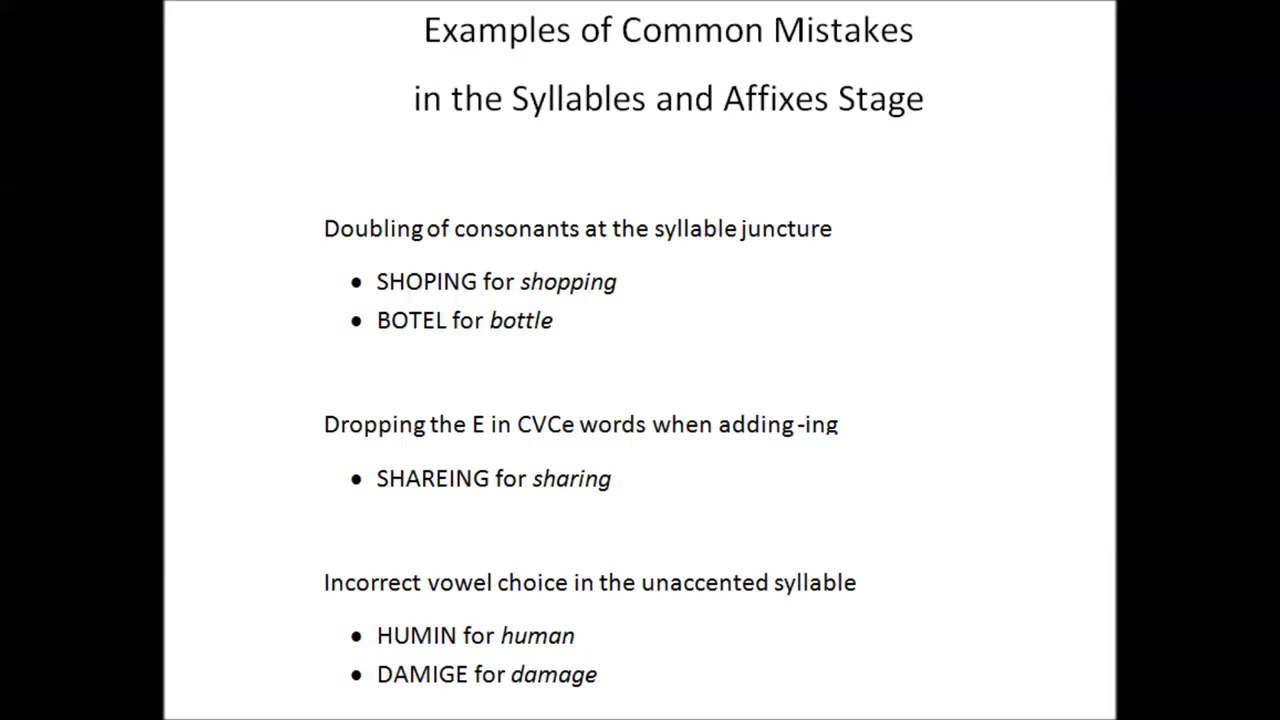 Examples of Common Mistakes
in the Syllables and Affixes Stage
Doubling of consonants at the syllable juncture
• SHOPING for shopping
• BOTEL for bottle
Dropping the E in CVCe words when adding -ing
• SHAREING for sharing
Incorrect vowel choice in the unaccented syllable
• HUMIN for human
• DAMIGE for damage